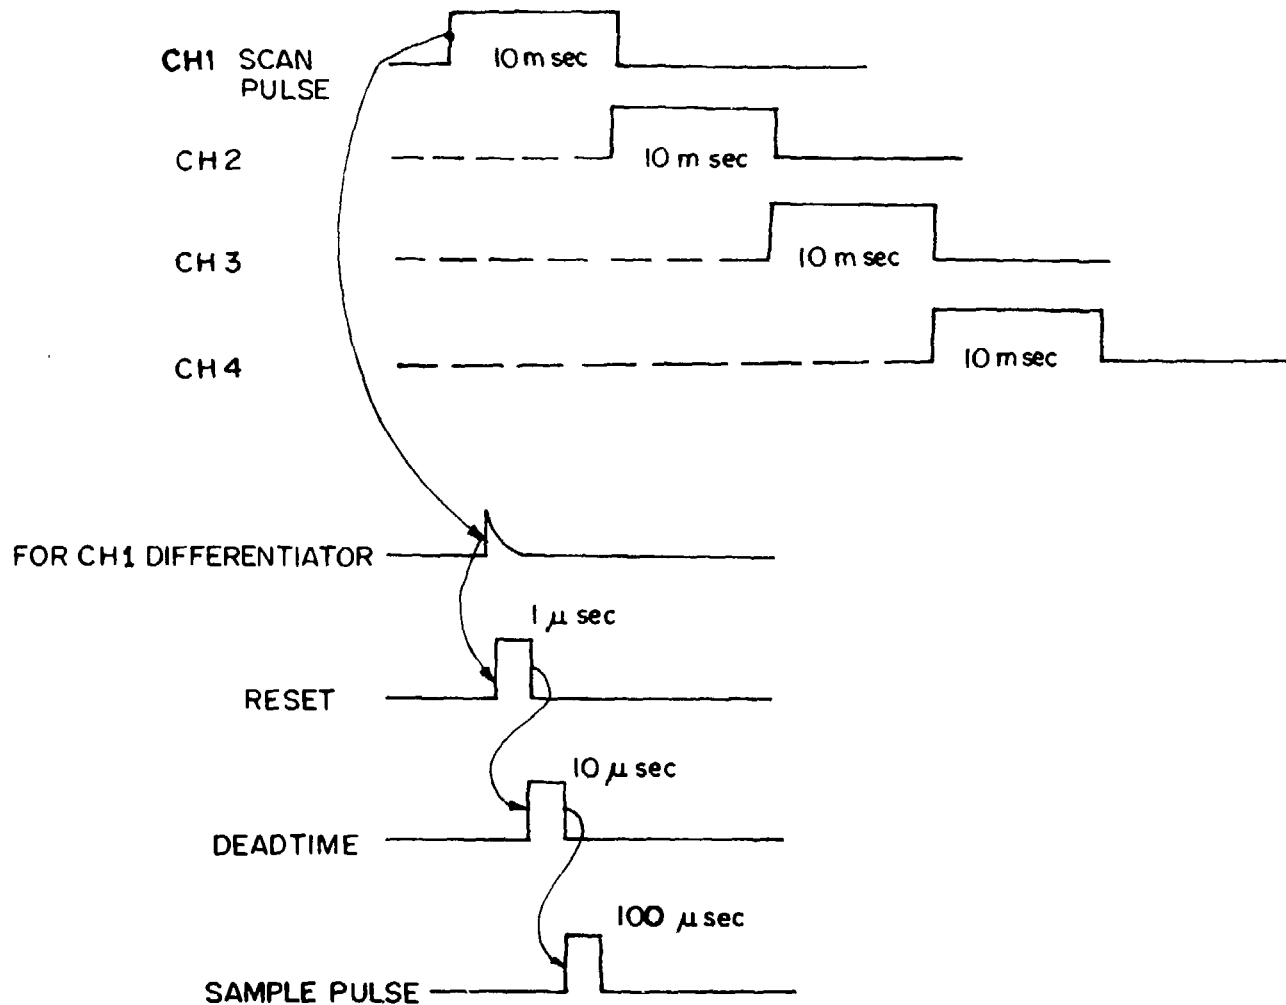 CH1 SCAN 10 m sec
PULSE
CH2 10 m sec
CH3 10 m sec
CH4 10 m sec
FOR CH1 DIFFERENTIATOR
1 μ sec
RESET
10 μ sec
DEADTIME
100 μ sec
SAMPLE PULSE